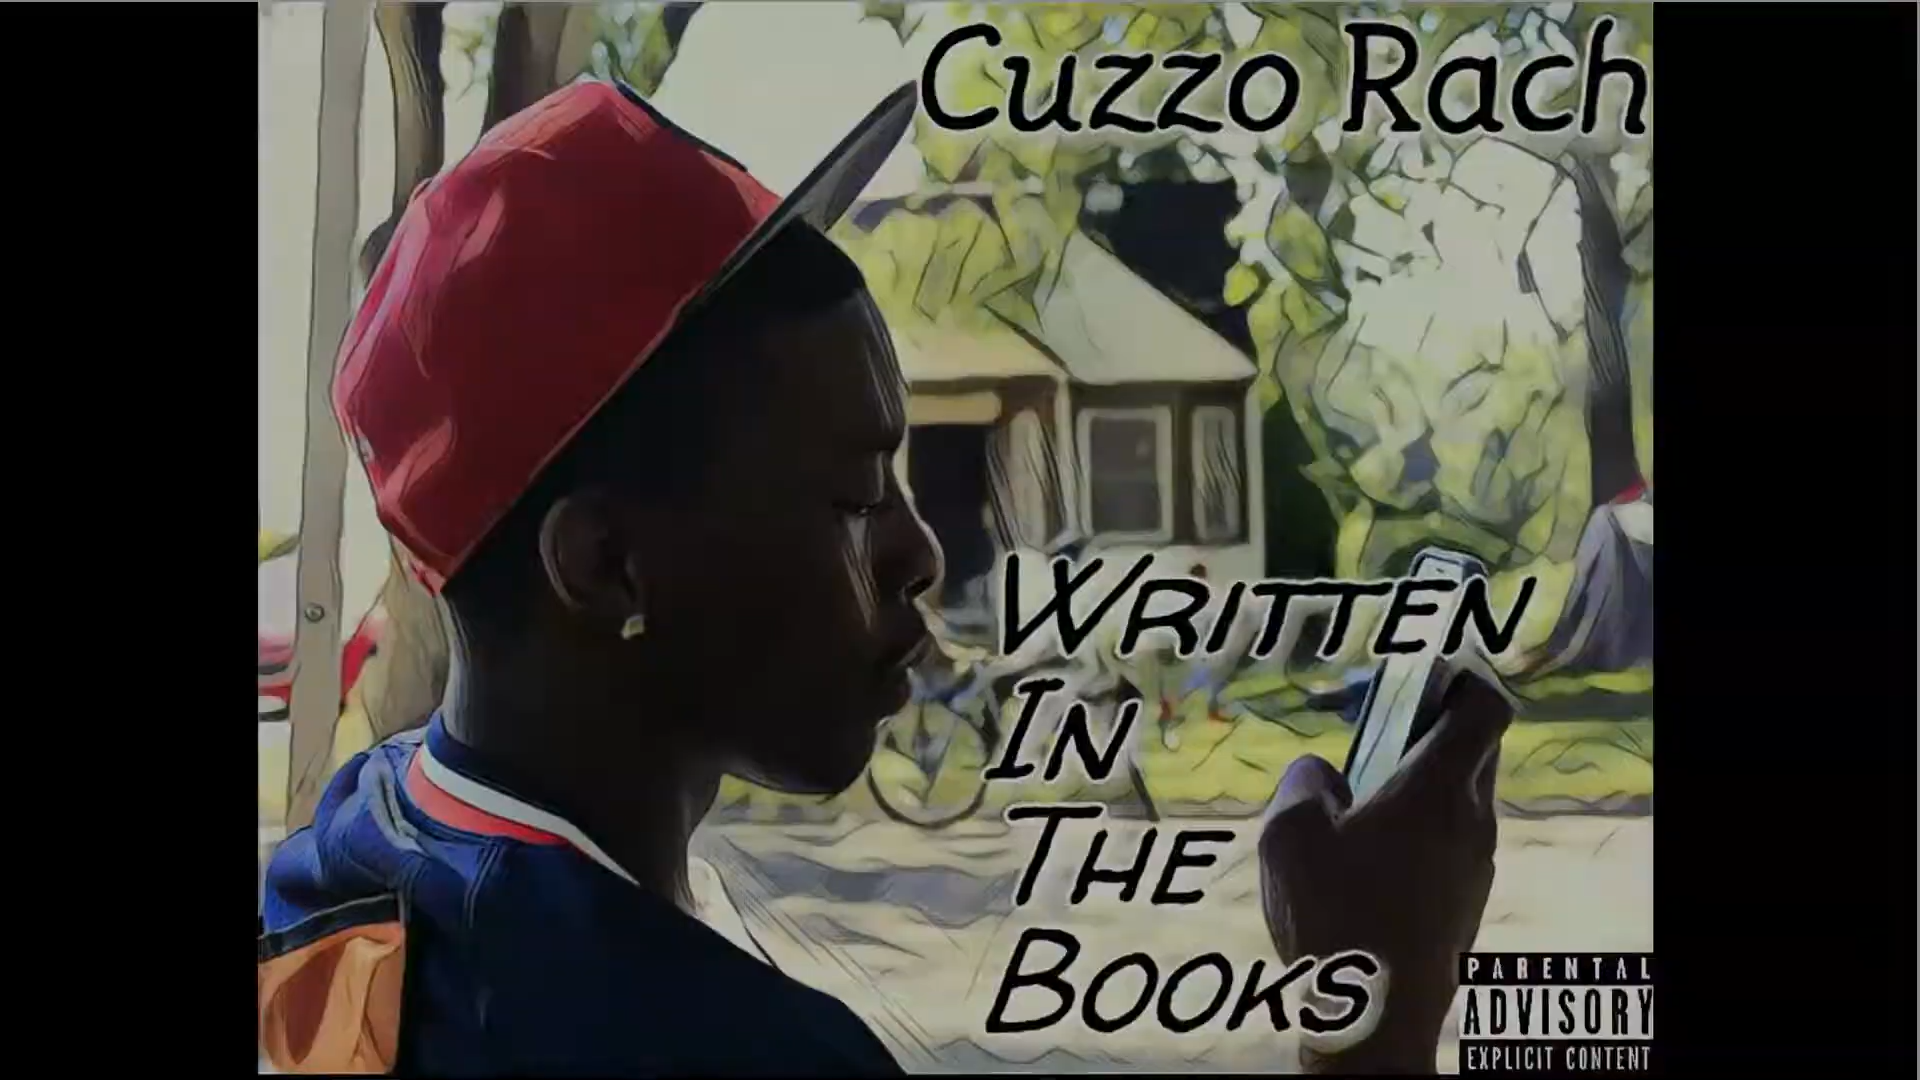 Cuzzo Rach
WRITTEN
IN
THE
BOOKS
PARENTAL
ADVISORY
EXPLICIT CONTENT